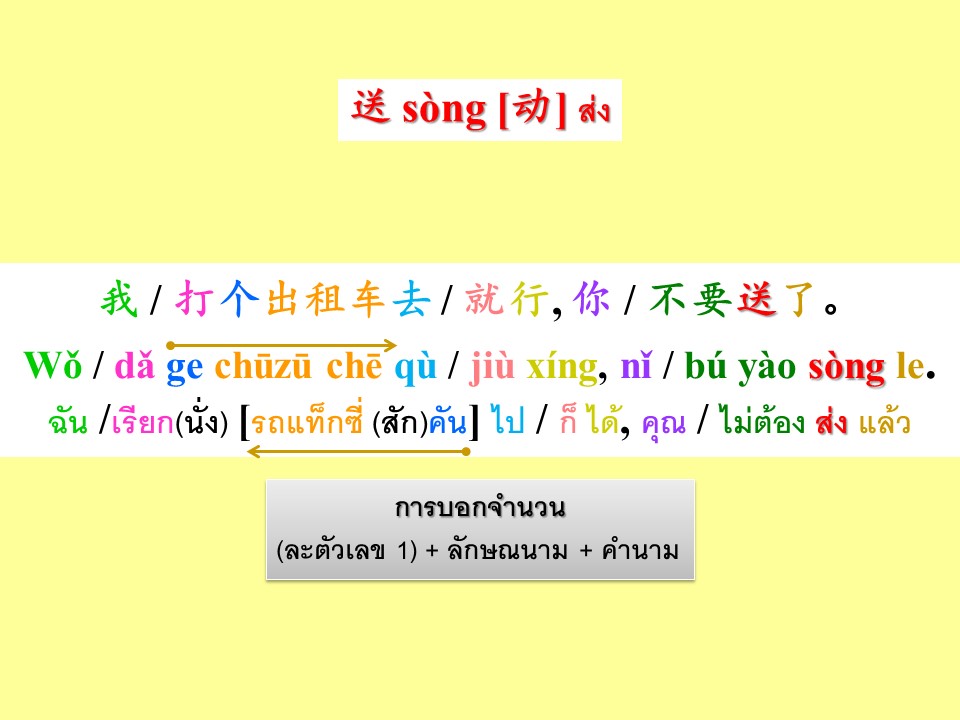 送 sòng [动] ส่ง
我 / 打个出租车去 / 就行, 你 / 不要送了。
Wǒ / dǎ ge chūzū chē qù / jiù xíng, nǐ / bú yào sòng le.
ฉัน /เรียก(นั่ง) [รถแท็กซี่ (สัก)คัน] ไป / ก็ ได้, คุณ / ไม่ต้อง ส่ง แล้ว
การบอกจำนวน
(ละตัวเลข 1) + ลักษณนาม + คำนาม